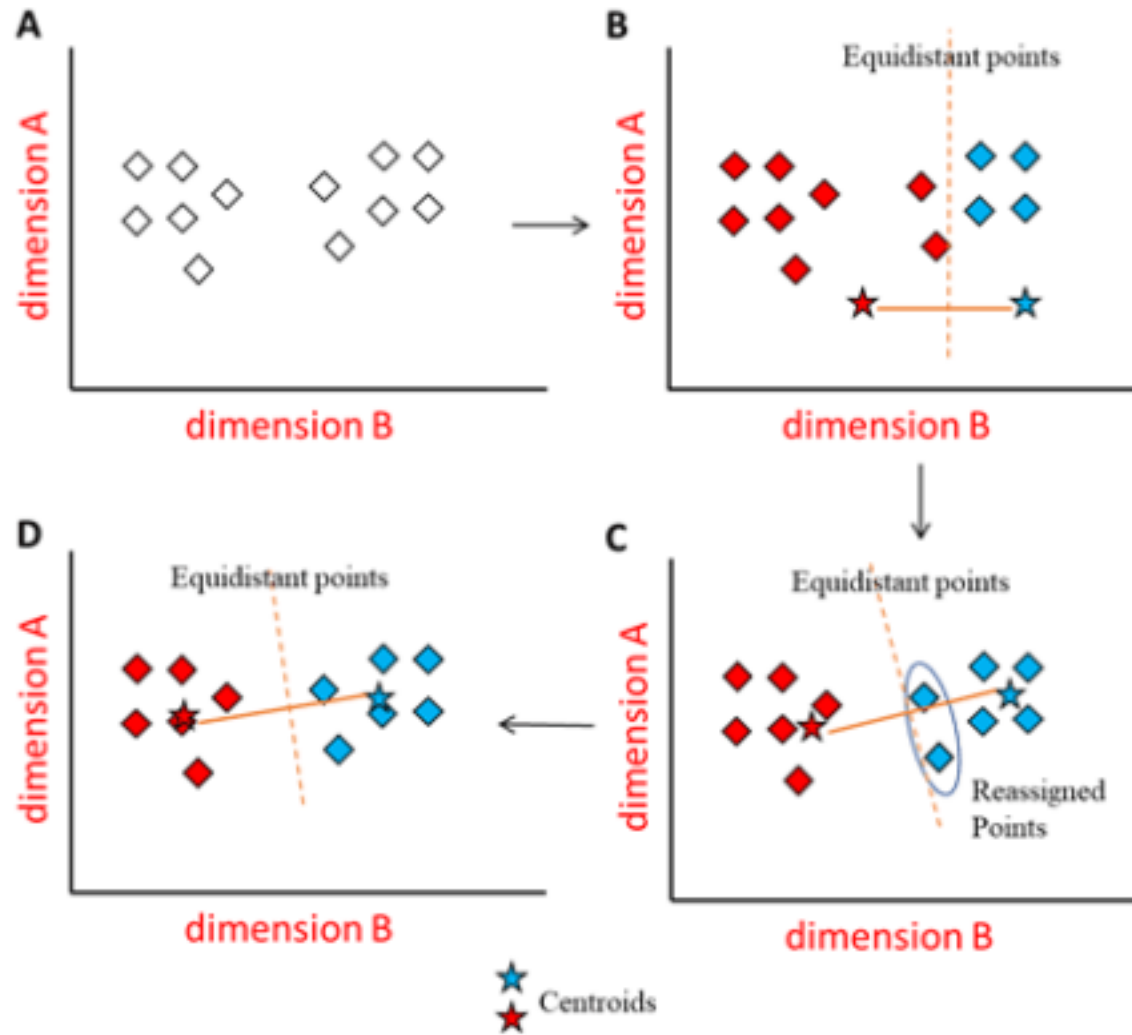 A
dimension A
dimension B
B
Equidistant points
dimension A
dimension B
D
Equidistant points
dimension A
dimension B
C
Equidistant points
dimension A
Reassigned
Points
dimension B
Centroids